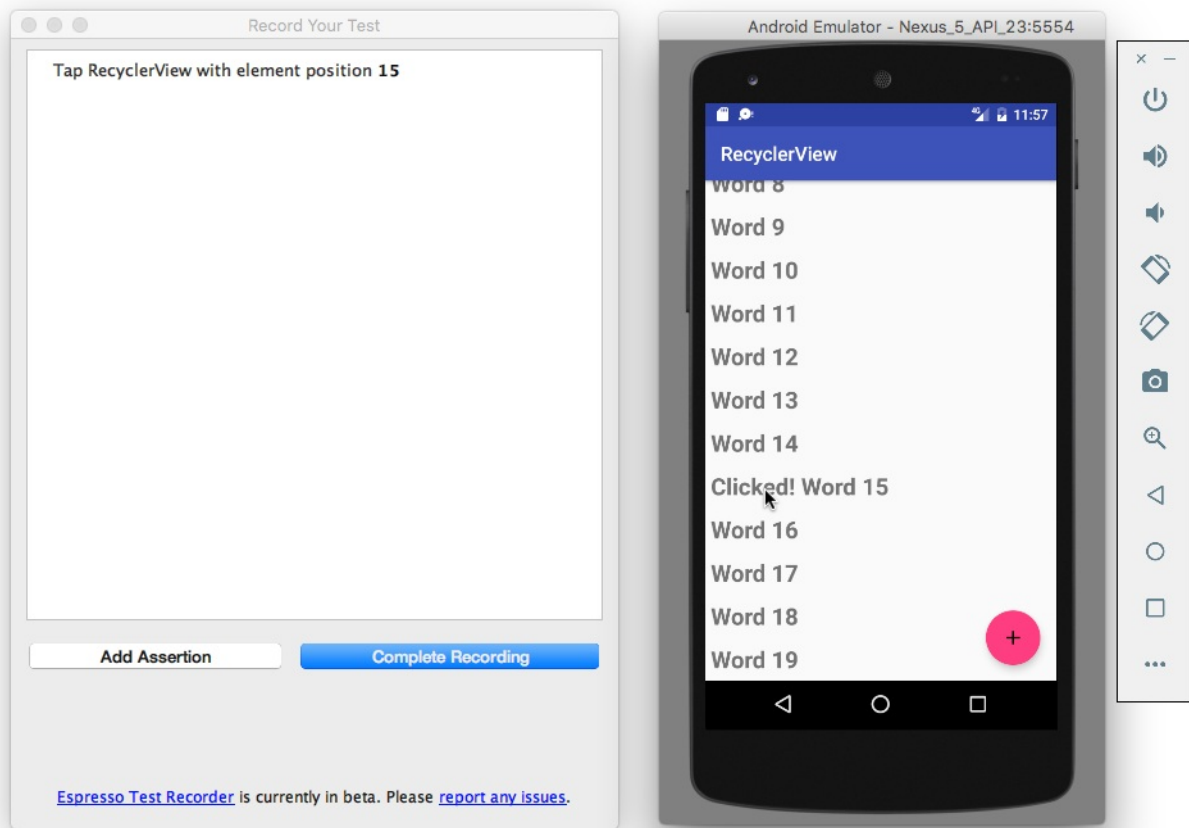 Record Your Test
Tap RecyclerView with element position 15
Add Assertion
Complete Recording
Espresso Test Recorder is currently in beta. Please report any issues.
Android Emulator - Nexus_5_API_23:5554
4G 11:57
RecyclerView
Word 8
Word 9
Word 10
Word 11
Word 12
Word 13
Word 14
Clicked! Word 15
Word 16
Word 17
Word 18
Word 19